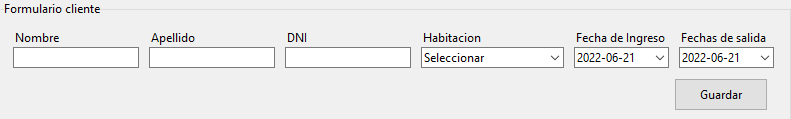 Formulario cliente
Nombre Apellido DNI Habitacion Fecha de Ingreso Fechas de salida
Seleccionar 2022-06-21 2022-06-21
Guardar